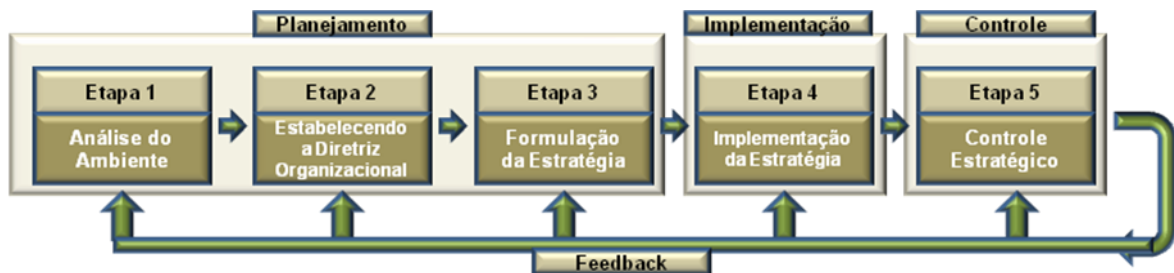 Planejamento
Implementação
Controle
Etapa 1
Análise do
Ambiente
Etapa 2
Estabelecendo
a Diretriz
Organizacional
Etapa 3
Formulação
da Estratégia
Etapa 4
Implementação
da Estratégia
Etapa 5
Controle
Estratégico
Feedback